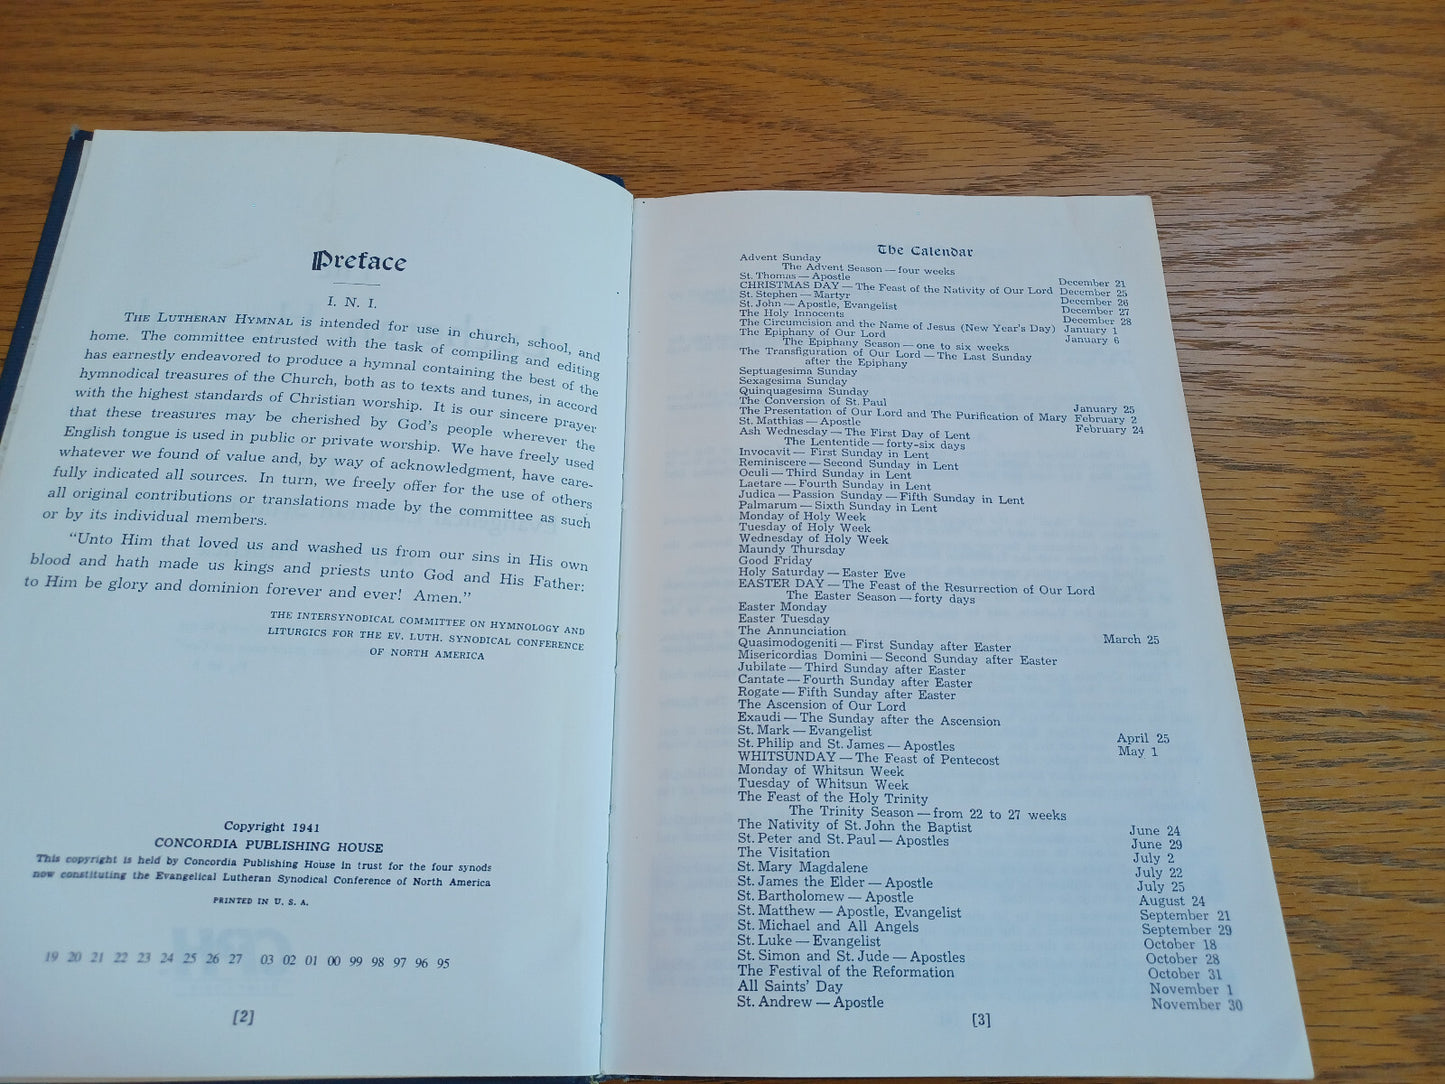 Preface
I. N. I.
THE LUTHERAN HYMNAL is intended for use in church, school, and
home. The committee entrusted with the task of compiling and editing
has earnestly endeavored to produce a hymnal containing the best of the
hymnodical treasures of the Church, both as to texts and tunes, in accord
with the highest standards of Christian worship. It is our sincere prayer
that these treasures may be cherished by God's people wherever the
English tongue is used in public or private worship. We have freely used
whatever we found of value and, by way of acknowledgment, have care-
fully indicated all sources. In turn, we freely offer for the use of others
all original contributions or translations made by the committee as such
or by its individual members.
"Unto Him that loved us and washed us from our sins in His own
blood and hath made us kings and priests unto God and His Father:
to Him be glory and dominion forever and ever! Amen."
THE INTERSYNODICAL COMMITTEE ON HYMNOLOGY AND
LITURGICS FOR THE EV. LUTH. SYNODICAL CONFERENCE
OF NORTH AMERICA
Copyright 1941
CONCORDIA PUBLISHING HOUSE
This copyright is held by Concordia Publishing House in trust for the four synods
now constituting the Evangelical Lutheran Synodical Conference of North America
PRINTED IN U. S. A.
19 20 21 22 23 24 25 26 27 03 02 01 00 99 98 97 96 95
[2]
The Calendar
Advent Sunday
The Advent Season — four weeks
St. Thomas — Apostle December 21
CHRISTMAS DAY — The Feast of the Nativity of Our Lord December 25
St. Stephen — Martyr December 26
St. John — Apostle, Evangelist December 27
The Holy Innocents December 28
The Circumcision and the Name of Jesus (New Year's Day) January 1
The Epiphany of Our Lord January 6
The Epiphany Season — one to six weeks
The Transfiguration of Our Lord — The Last Sunday
after the Epiphany
Septuagesima Sunday
Sexagesima Sunday
Quinquagesima Sunday
The Conversion of St. Paul January 25
The Presentation of Our Lord and The Purification of Mary February 2
St. Matthias — Apostle February 24
Ash Wednesday — The First Day of Lent
The Lententide — forty-six days
Invocavit — First Sunday in Lent
Reminiscere — Second Sunday in Lent
Oculi — Third Sunday in Lent
Laetare — Fourth Sunday in Lent
Judica — Passion Sunday — Fifth Sunday in Lent
Palmarum — Sixth Sunday in Lent
Monday of Holy Week
Tuesday of Holy Week
Wednesday of Holy Week
Maundy Thursday
Good Friday
Holy Saturday — Easter Eve
EASTER DAY — The Feast of the Resurrection of Our Lord
The Easter Season — forty days
Easter Monday
Easter Tuesday
The Annunciation March 25
Quasimodogeniti — First Sunday after Easter
Misericordias Domini — Second Sunday after Easter
Jubilate — Third Sunday after Easter
Cantate — Fourth Sunday after Easter
Rogate — Fifth Sunday after Easter
The Ascension of Our Lord
Exaudi — The Sunday after the Ascension
St. Mark — Evangelist April 25
St. Philip and St. James — Apostles May 1
WHITSUNDAY — The Feast of Pentecost
Monday of Whitsun Week
Tuesday of Whitsun Week
The Feast of the Holy Trinity
The Trinity Season — from 22 to 27 weeks
The Nativity of St. John the Baptist June 24
St. Peter and St. Paul — Apostles June 29
The Visitation July 2
St. Mary Magdalene July 22
St. James the Elder — Apostle July 25
St. Bartholomew — Apostle August 24
St. Matthew — Apostle, Evangelist September 21
St. Michael and All Angels September 29
St. Luke — Evangelist October 18
St. Simon and St. Jude — Apostles October 28
The Festival of the Reformation October 31
All Saints' Day November 1
St. Andrew — Apostle November 30
[3]